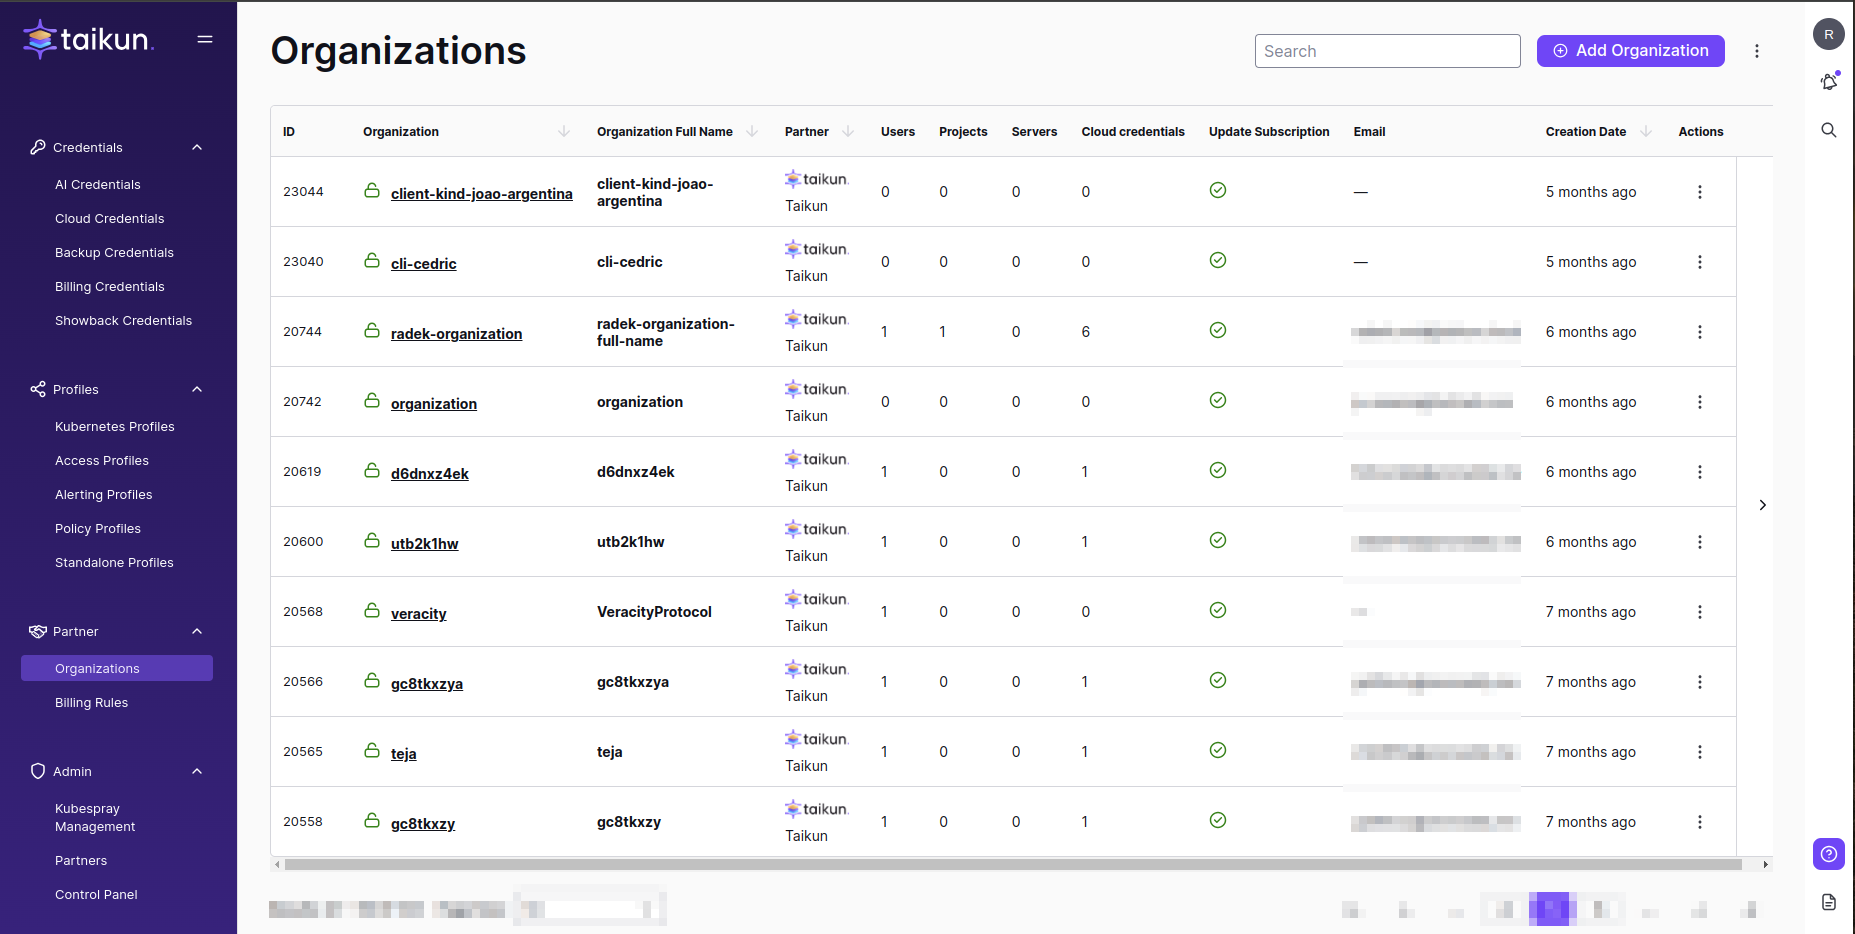 taikun.
Credentials
AI Credentials
Cloud Credentials
Backup Credentials
Billing Credentials
Showback Credentials
Profiles
Kubernetes Profiles
Access Profiles
Alerting Profiles
Policy Profiles
Standalone Profiles
Partner
Organizations
Billing Rules
Admin
Kubespray
Management
Partners
Control Panel
Organizations
Search
Add Organization
R
ID Organization Organization Full Name Partner Users Projects Servers Cloud credentials Update Subscription Email Creation Date Actions
23044 client-kind-joao-argentina client-kind-joao-
argentina taikun. Taikun 0 0 0 0 — 5 months ago
23040 cli-cedric cli-cedric taikun. Taikun 0 0 0 0 — 5 months ago
20744 radek-organization radek-organization-
full-name taikun. Taikun 1 1 0 6 6 months ago
20742 organization organization taikun. Taikun 0 0 0 0 6 months ago
20619 d6dnxz4ek d6dnxz4ek taikun. Taikun 1 0 0 1 6 months ago
20600 utb2k1hw utb2k1hw taikun. Taikun 1 0 0 1 6 months ago
20568 veracity VeracityProtocol taikun. Taikun 1 0 0 0 7 months ago
20566 gc8tkxzya gc8tkxzya taikun. Taikun 1 0 0 1 7 months ago
20565 teja teja taikun. Taikun 1 0 0 1 7 months ago
20558 gc8tkxzy gc8tkxzy taikun. Taikun 1 0 0 1 7 months ago